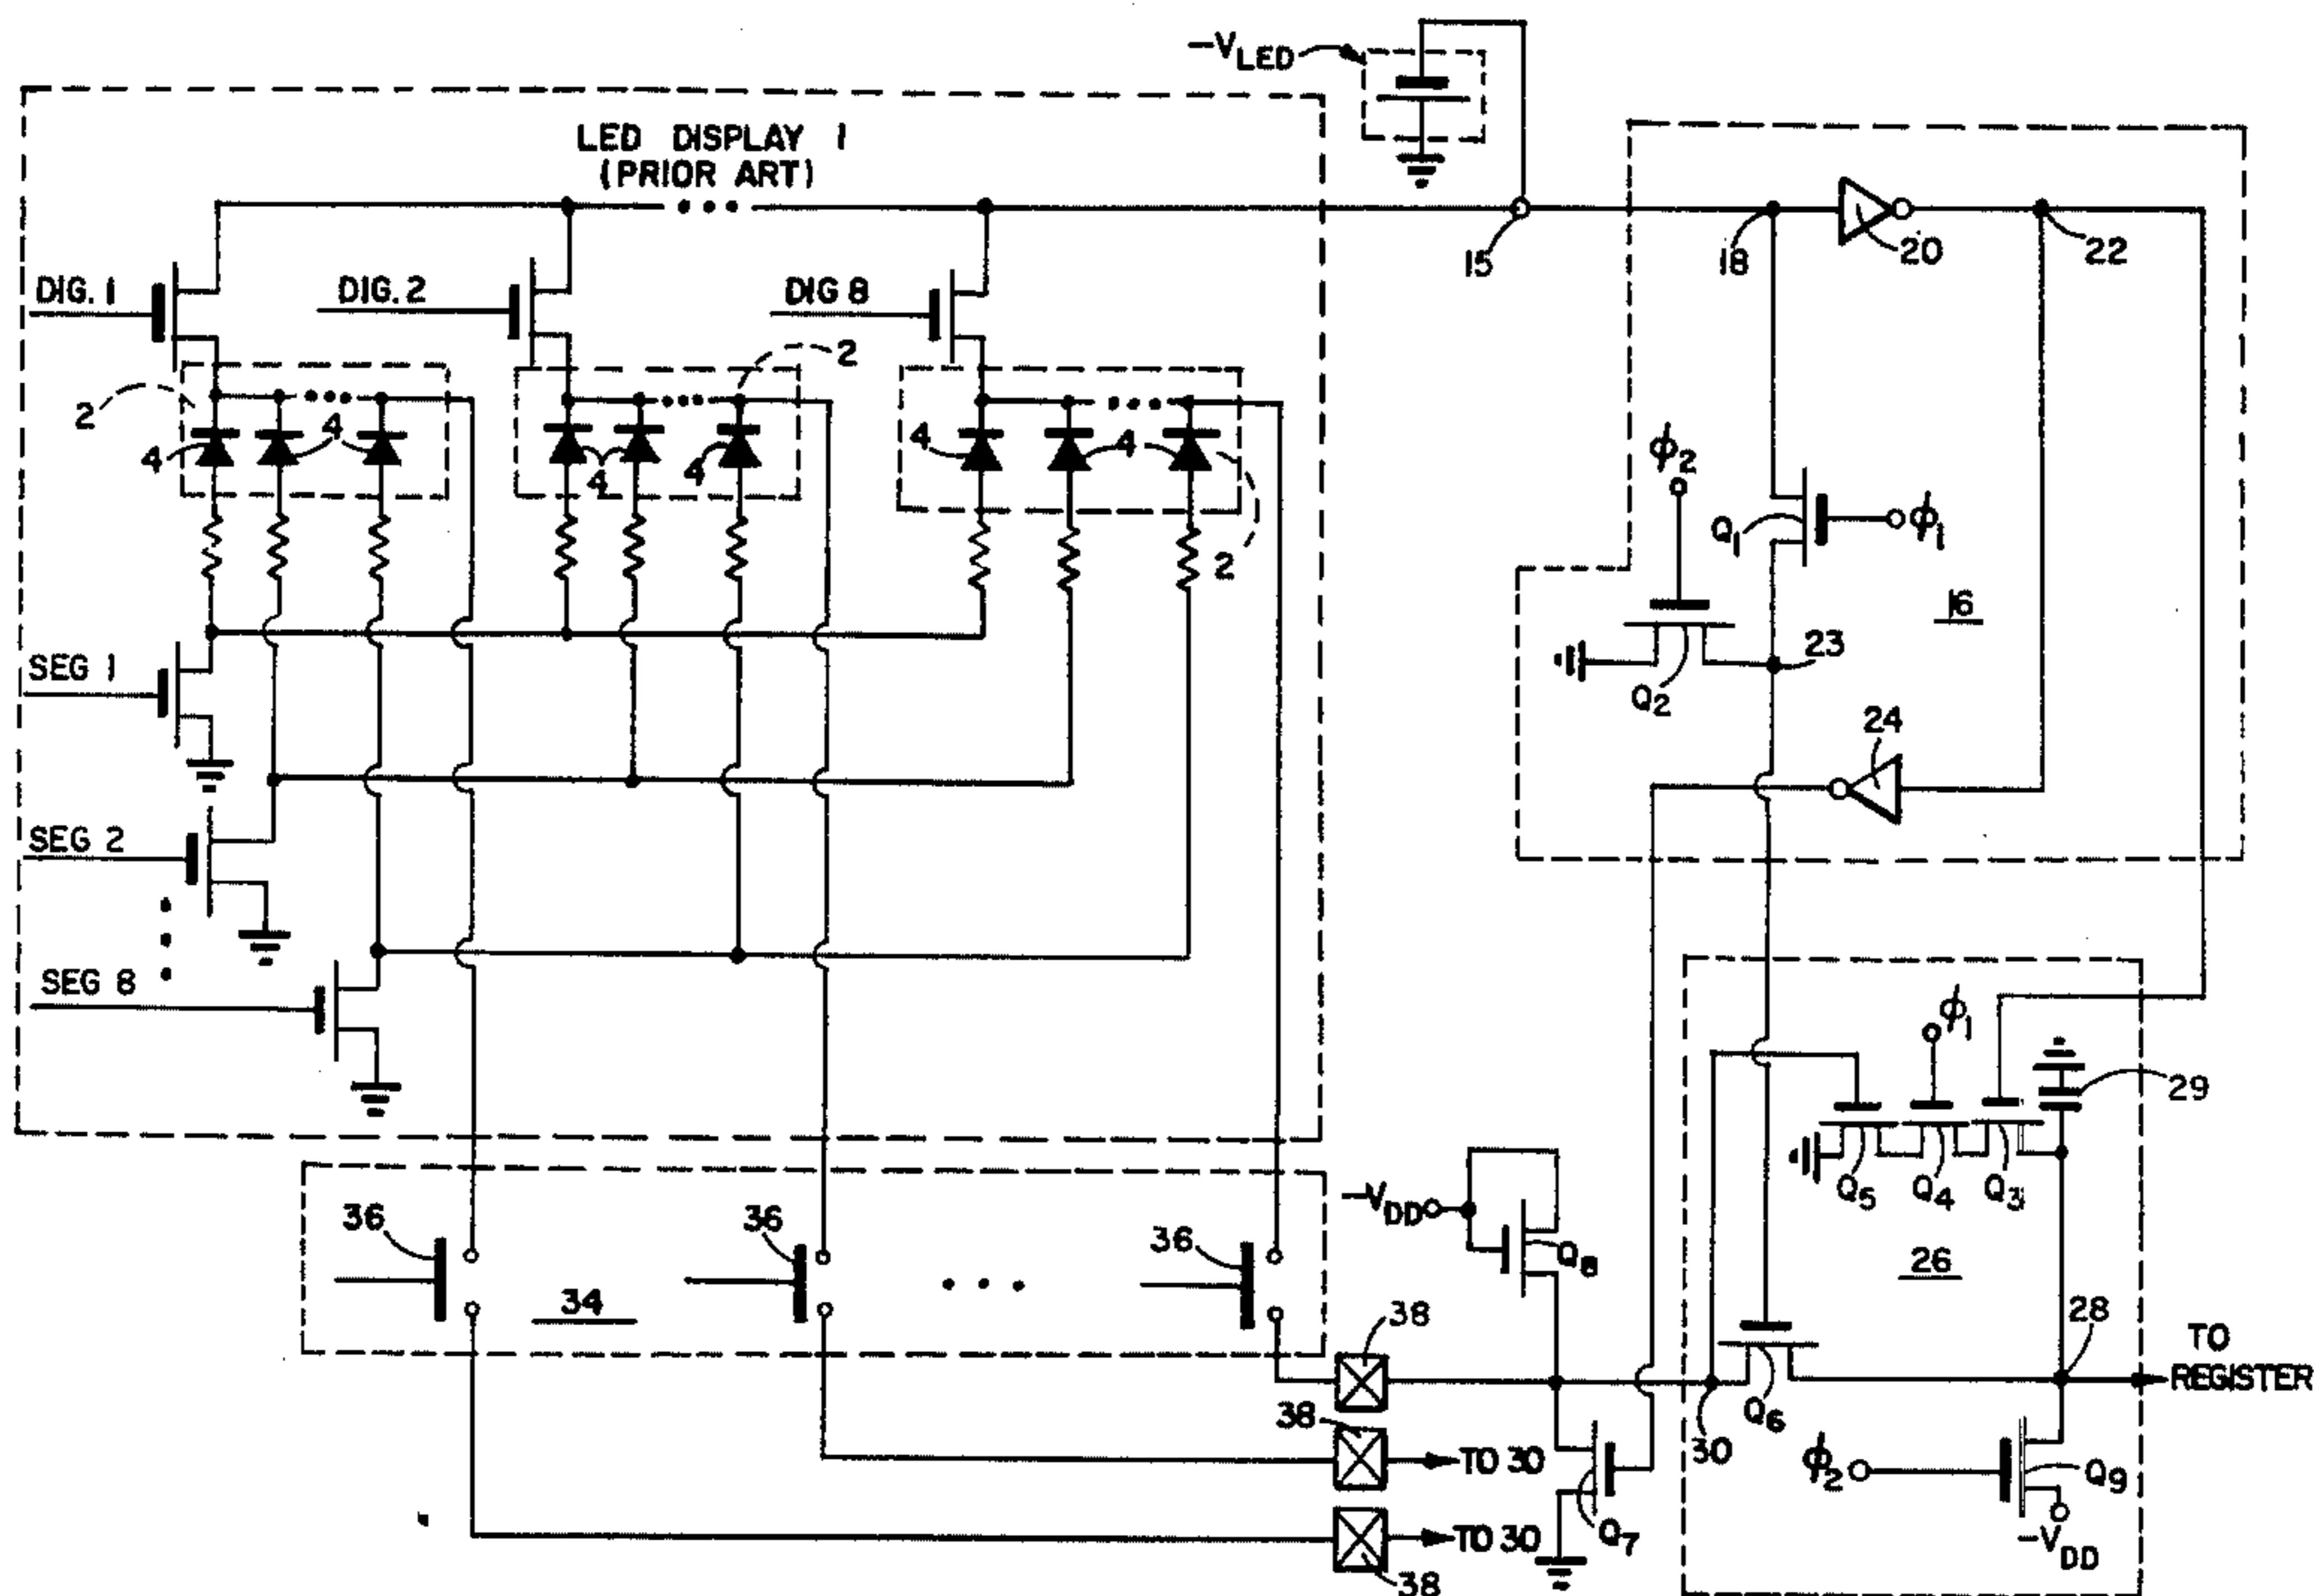 -VLED
LED DISPLAY 1
(PRIOR ART)
15
18
20
22
DIG. 1
DIG. 2
DIG 8
2
2
4
4
4
4
4
4
2
ϕ2
Q1
ϕ1
16
23
Q2
24
SEG 1
SEG 2
SEG 8
ϕ1
29
Q5
Q4
Q3
26
-VDD
Q8
36
36
36
34
38
28
TO
REGISTER
Q6
30
38
TO 30
ϕ2
Q9
-VDD
Q7
TO 30
38